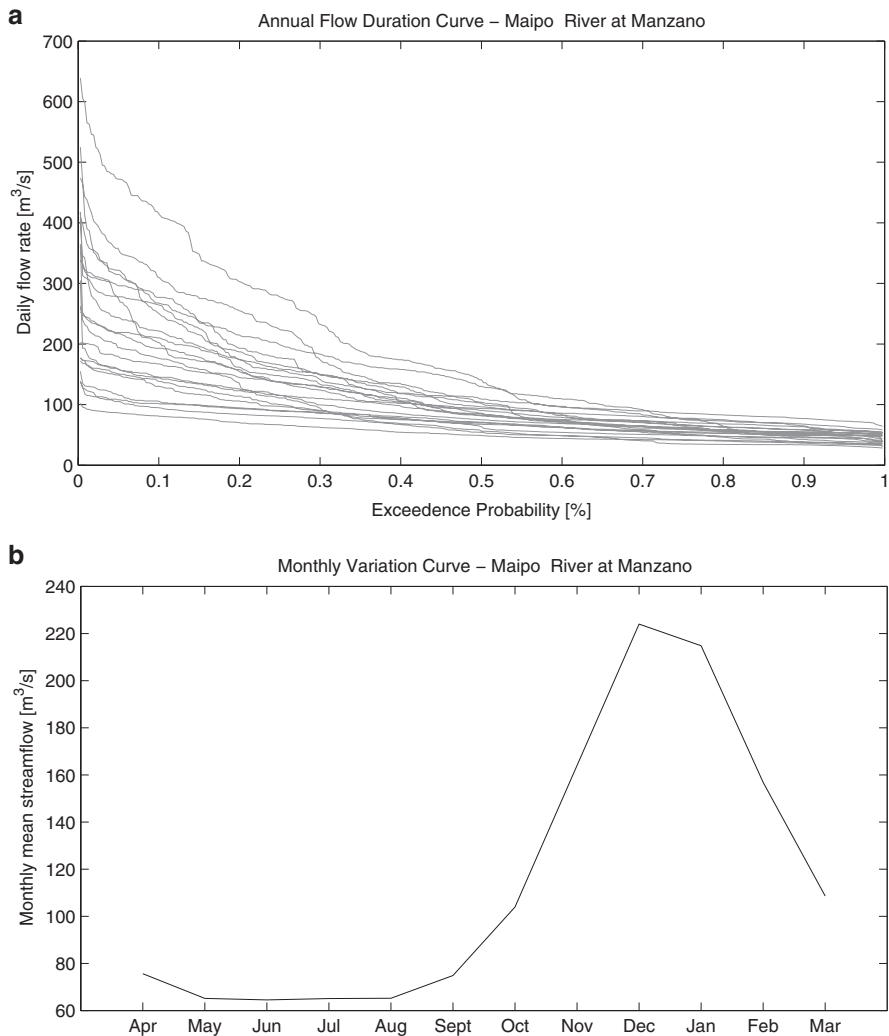 a
Annual Flow Duration Curve – Maipo River at Manzano
700
600
500
400
300
200
100
0
Daily flow rate [m³/s]
0 0.1 0.2 0.3 0.4 0.5 0.6 0.7 0.8 0.9 1
Exceedence Probability [%]
b
Monthly Variation Curve – Maipo River at Manzano
240
220
200
180
160
140
120
100
80
60
Monthly mean streamflow [m³/s]
Apr May Jun Jul Aug Sept Oct Nov Dec Jan Feb Mar